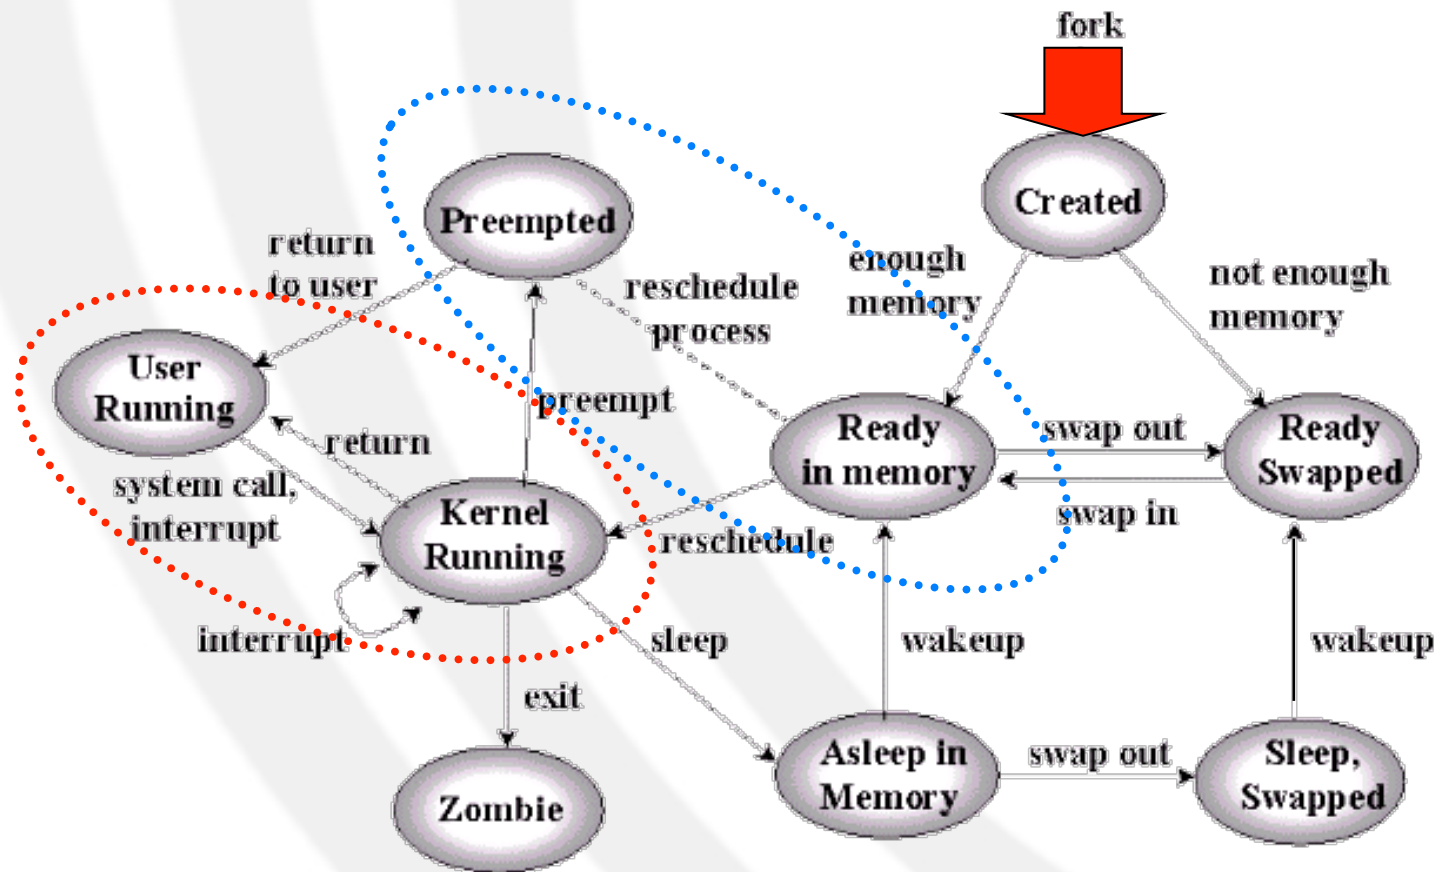 fork
Created
Preempted
return
to user
reschedule
process
enough
memory
not enough
memory
User
Running
preempt
return
system call,
interrupt
Kernel
Running
Ready
in memory
swap out
swap in
Ready
Swapped
reschedule
interrupt
sleep
wakeup
wakeup
exit
Zombie
Asleep in
Memory
swap out
Sleep,
Swapped